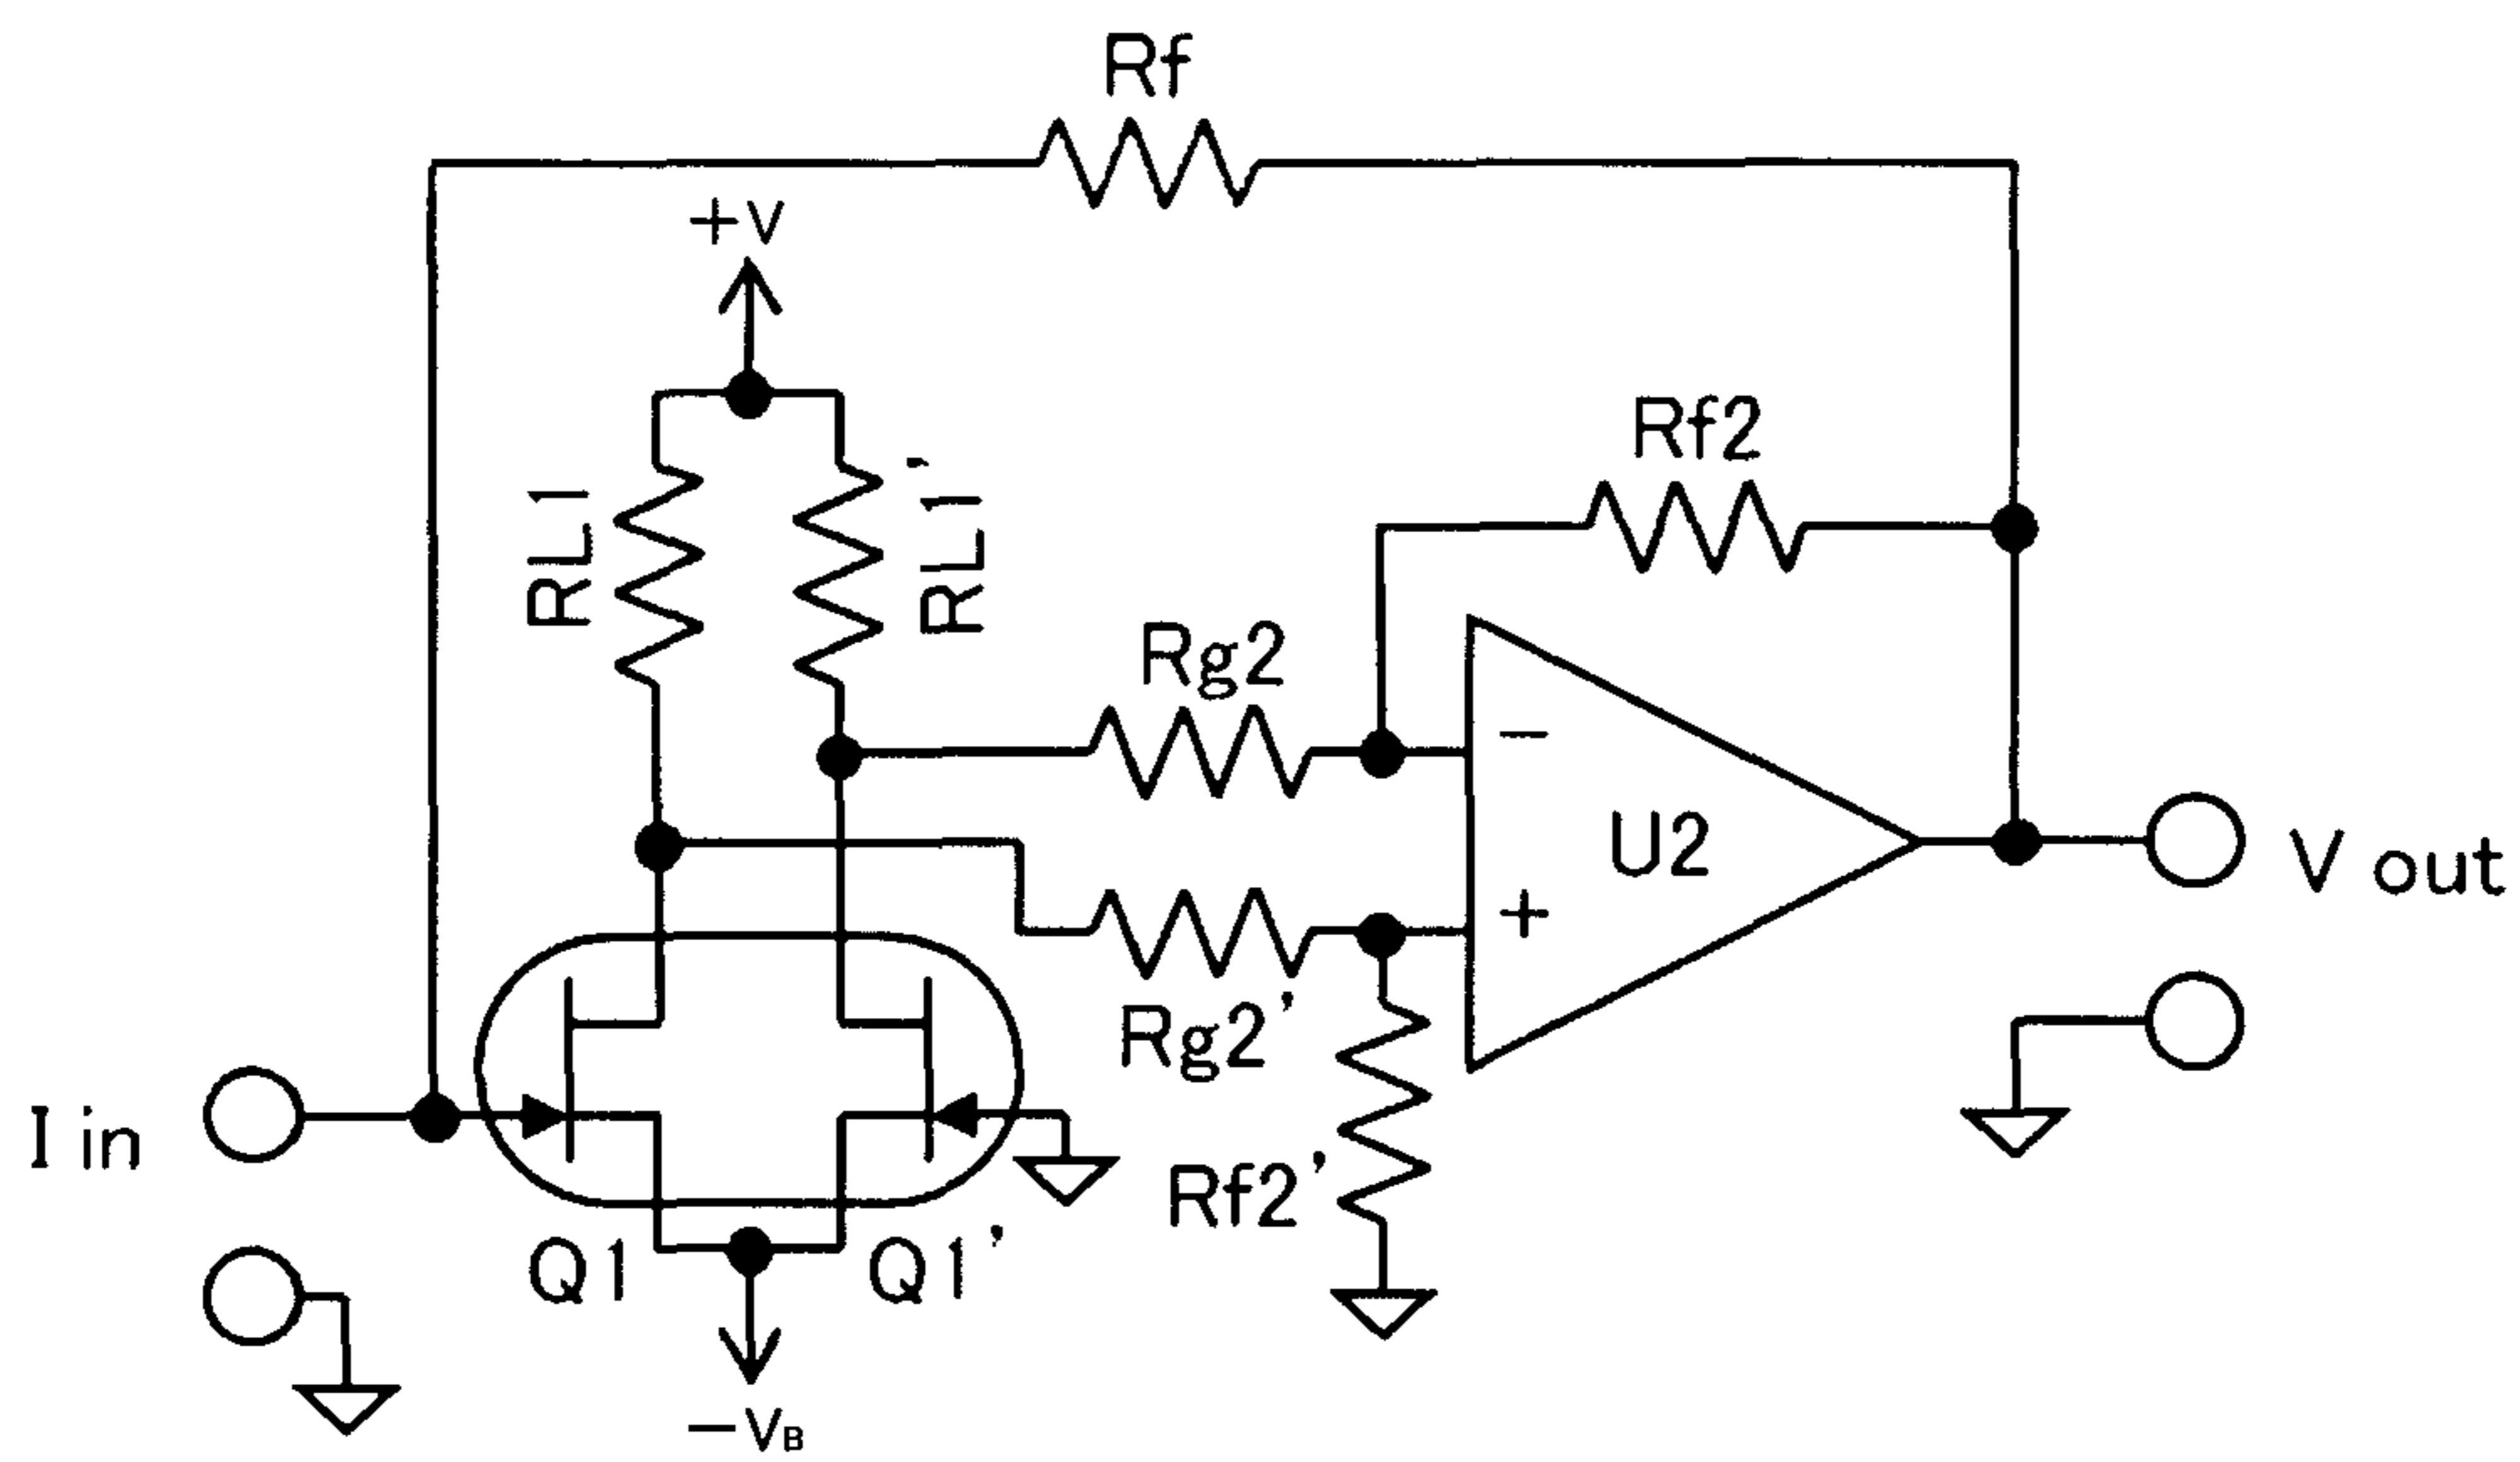 Rf
+V
Rf2
RL1
RL1'
Rg2
−
U2
V out
+
Rg2'
I in
Rf2'
Q1
Q1'
−VB